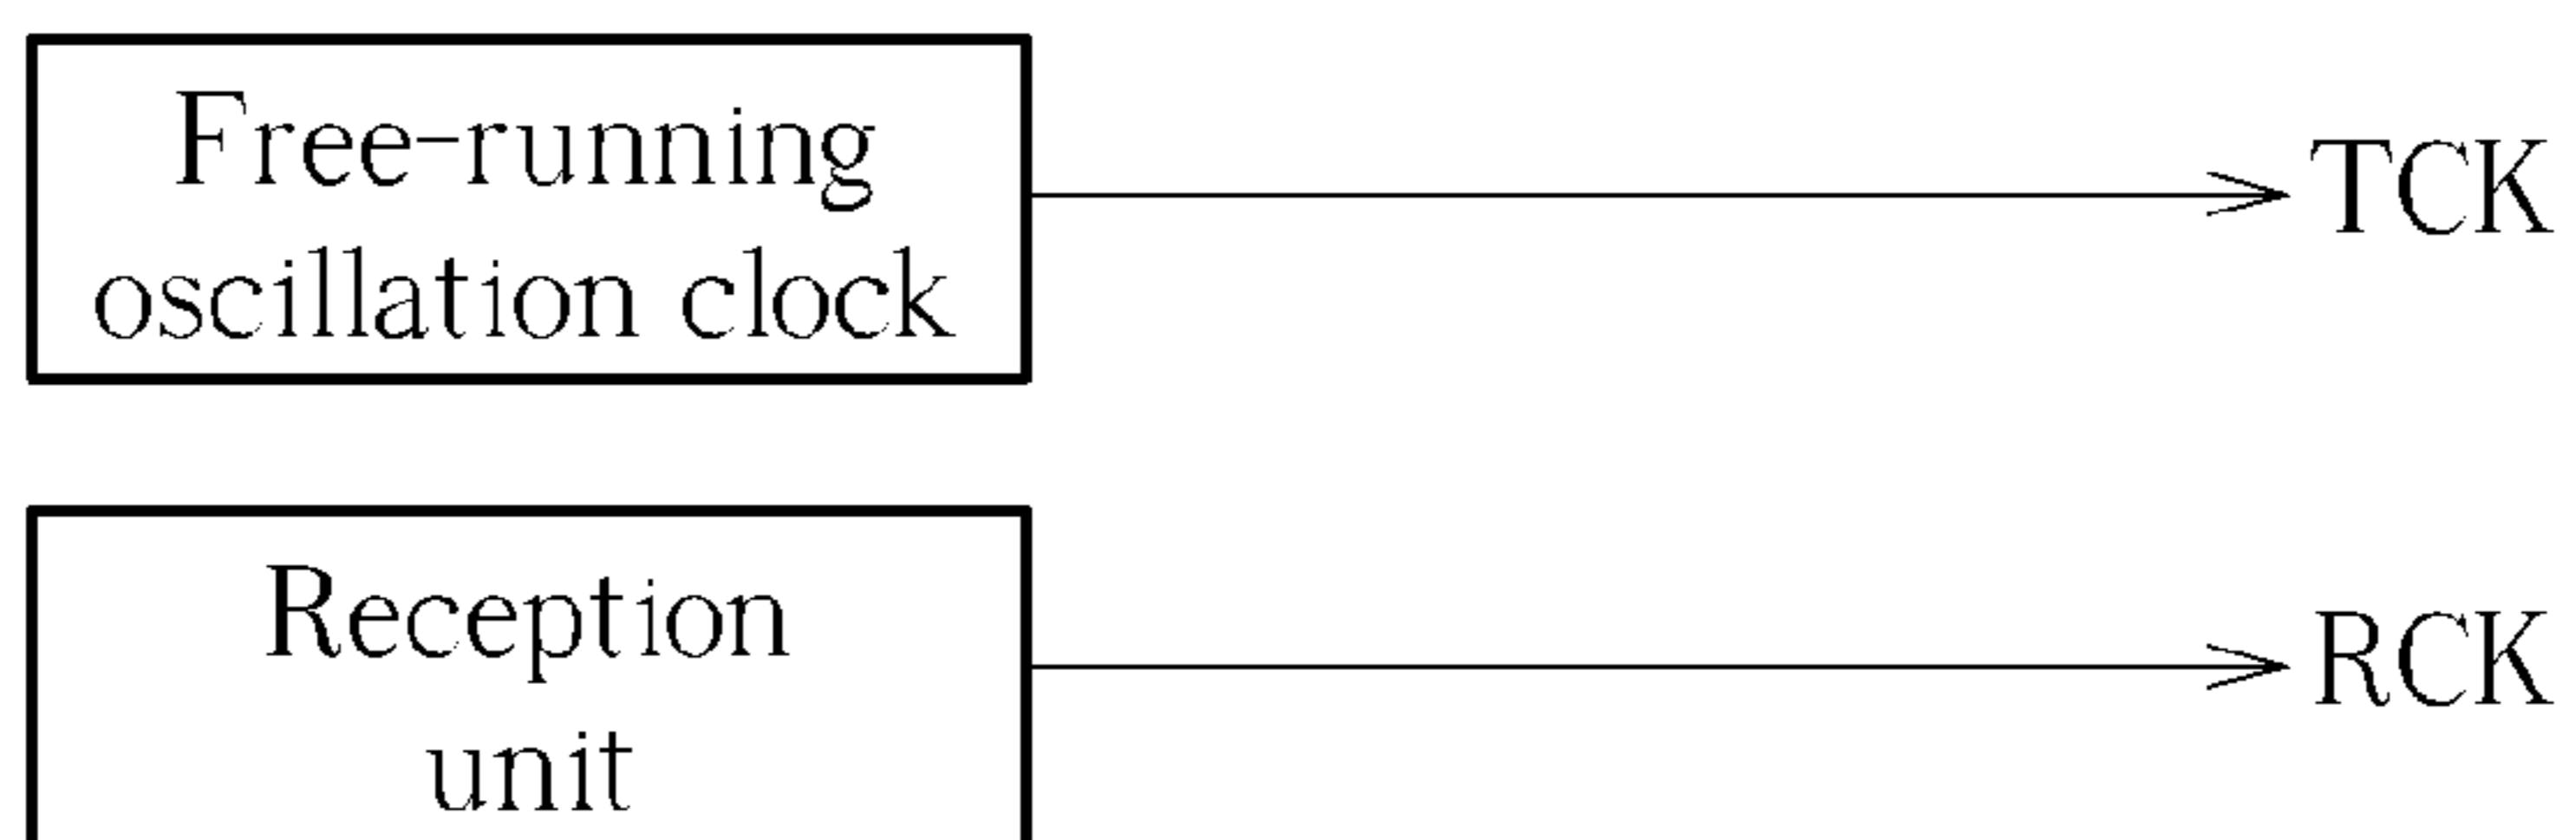 Free-running
oscillation clock
TCK
Reception
unit
RCK